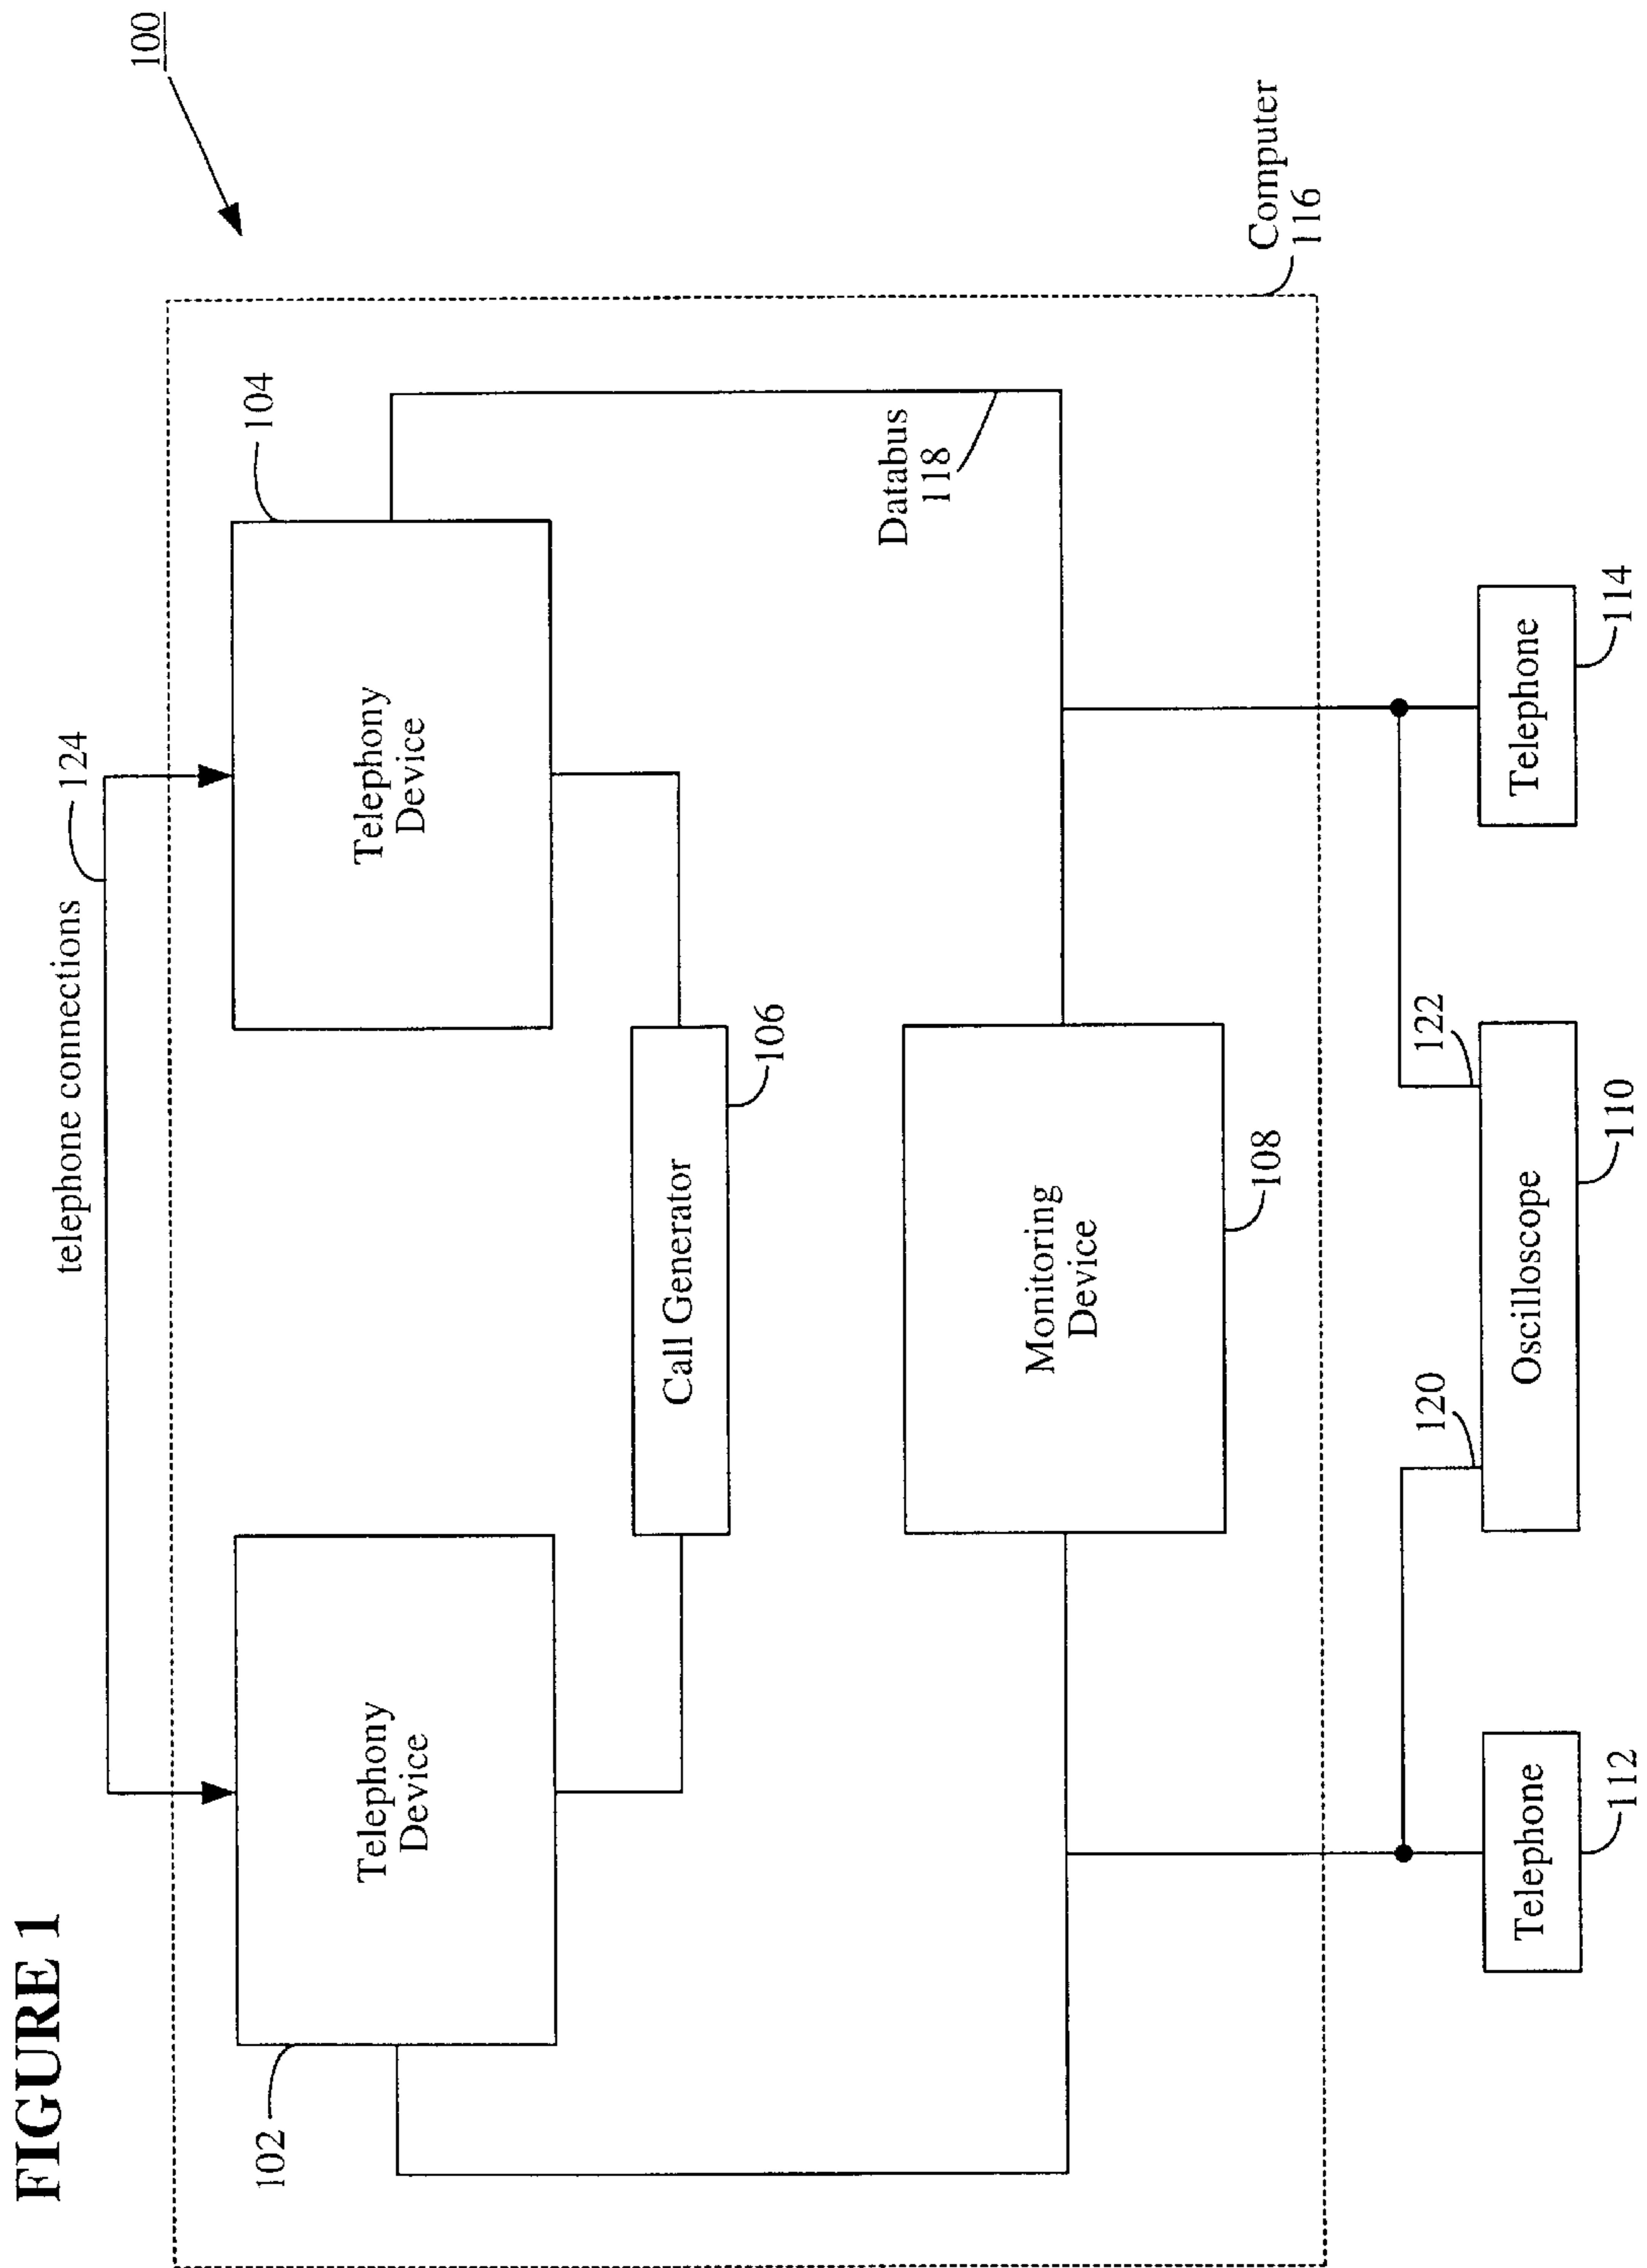 FIGURE 1
100
telephone connections
124
102
Telephony
Device
104
Telephony
Device
Call Generator
106
Databus
118
Monitoring
Device
108
Computer
116
120
122
Telephone
112
Oscilloscope
110
Telephone
114